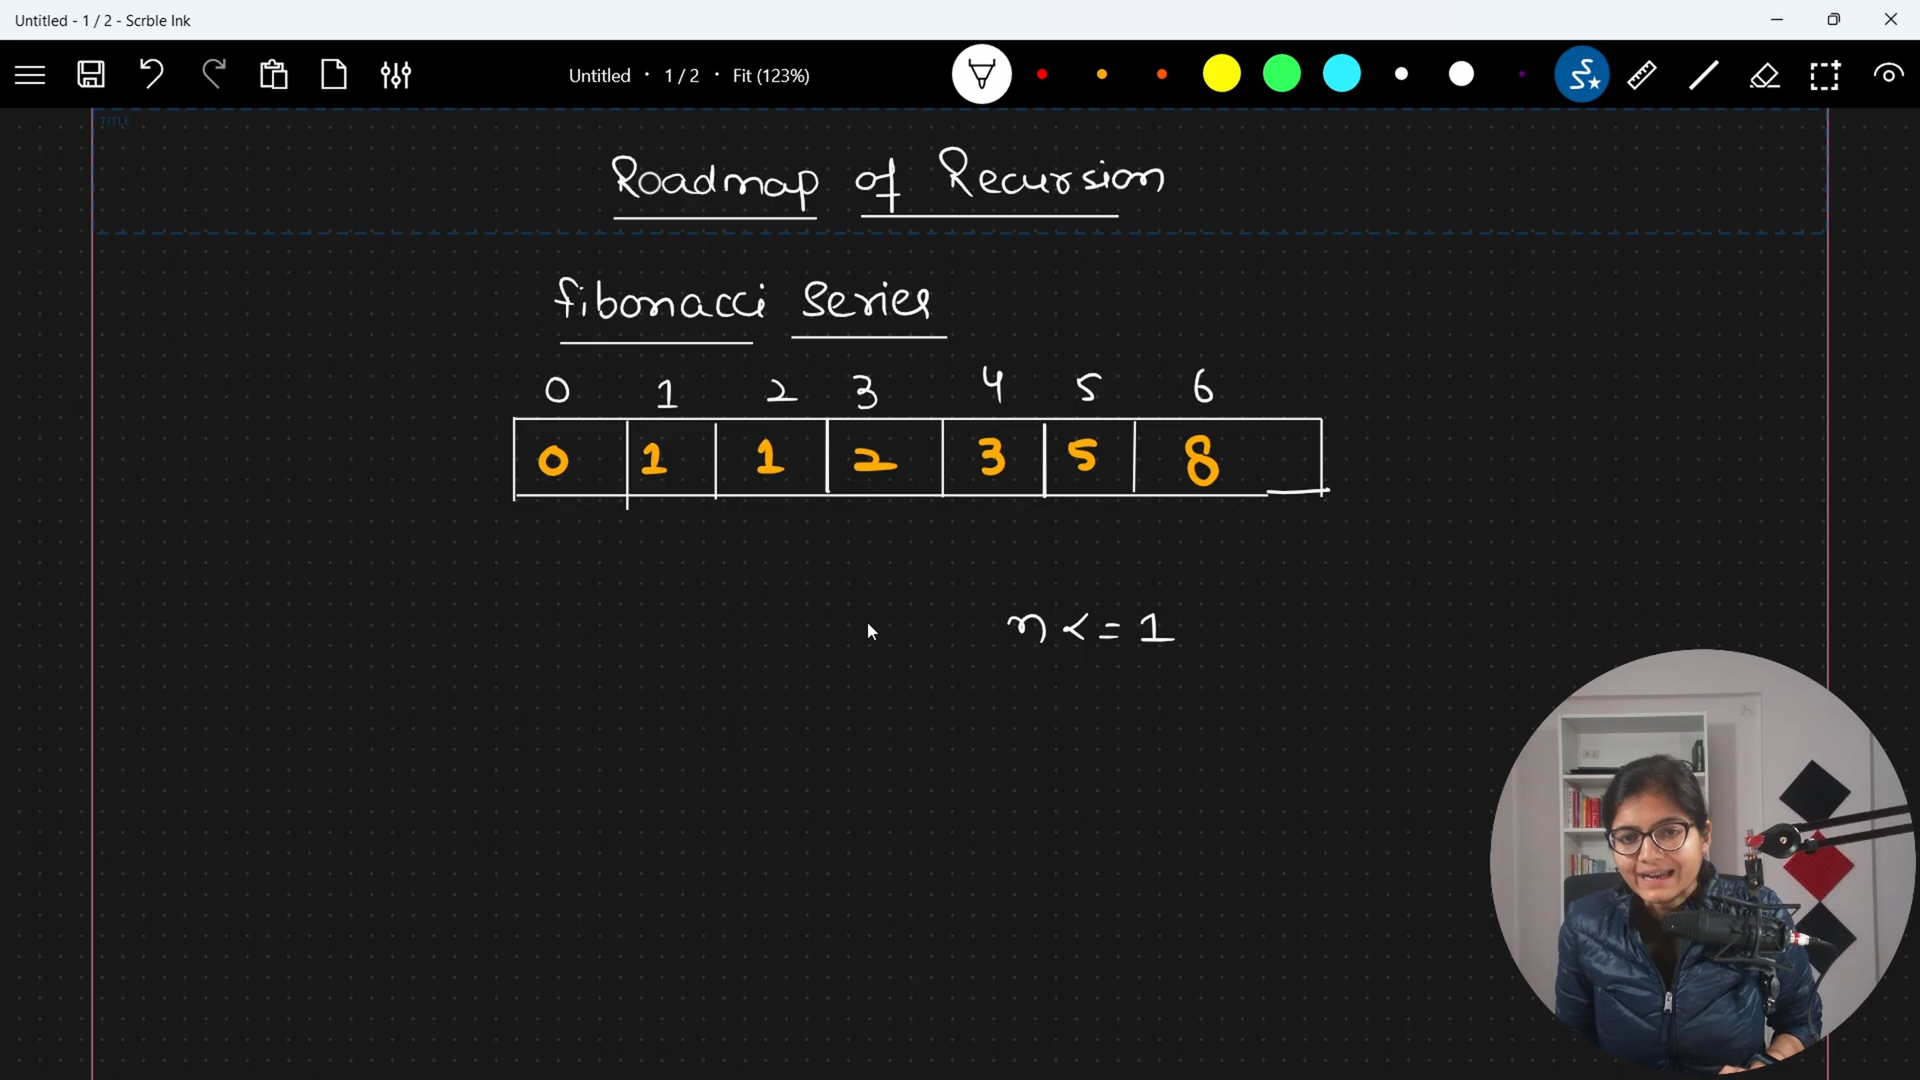 Untitled - 1 / 2 - Scrble Ink
Untitled • 1 / 2 • Fit (123%)
TITLE
Roadmap of Recursion
fibonacci Series
0 1 2 3 4 5 6
0 1 1 2 3 5 8
n <= 1